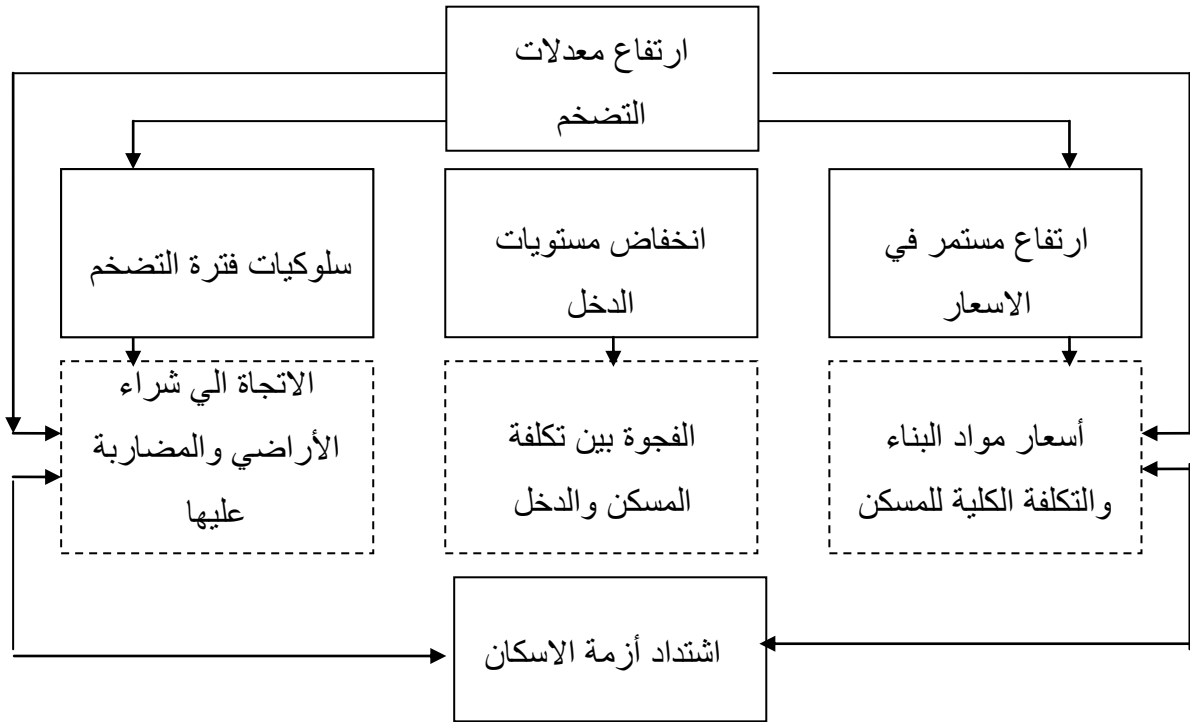 ارتفاع معدلات
التضخم
ارتفاع مستمر في
الاسعار
انخفاض مستويات
الدخل
سلوكيات فترة التضخم
أسعار مواد البناء
والتكلفة الكلية للمسكن
الفجوة بين تكلفة
المسكن والدخل
الاتجاة الي شراء
الأراضي والمضاربة
عليها
اشتداد أزمة الاسكان